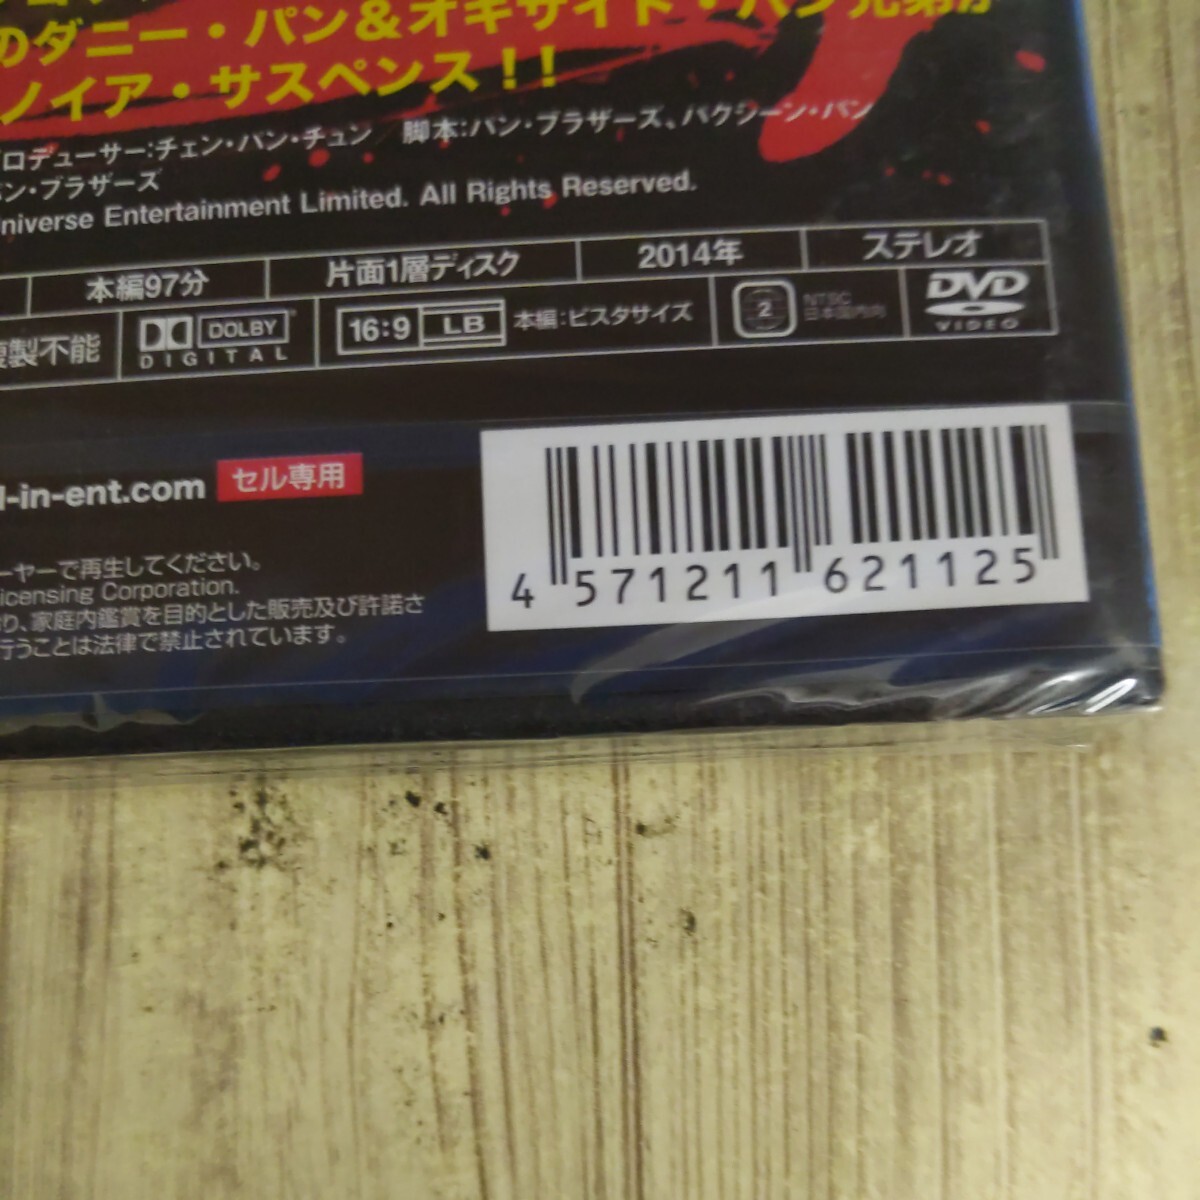 のダニー・パン&オキサイド・パン兄弟が
ノイア・サスペンス!!
ロデューサー:チェン・パン・チュン/脚本:パン・ブラザーズ、パクシーン・パン
パン・ブラザーズ
niverse Entertainment Limited. All Rights Reserved.
本編97分 片面1層ディスク 2014年 ステレオ
複製不能 DOLBY DIGITAL 16:9 LB 本編:ビスタサイズ 2 NTSC 日本国内向 DVD VIDEO
l-in-ent.com セル専用
ーヤーで再生してください。
icensing Corporation.
り、家庭内鑑賞を目的とした販売及び許諾さ
行うことは法律で禁止されています。
4 571211 621125